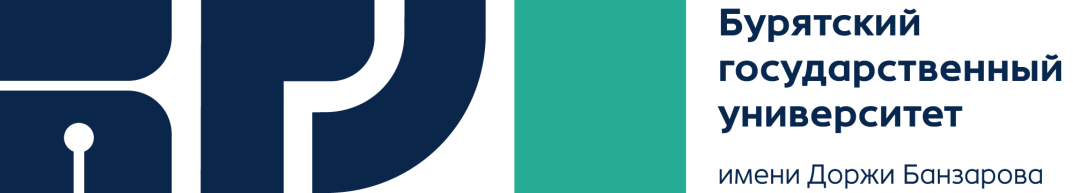 Бурятский
государственный
университет
имени Доржи Банзарова